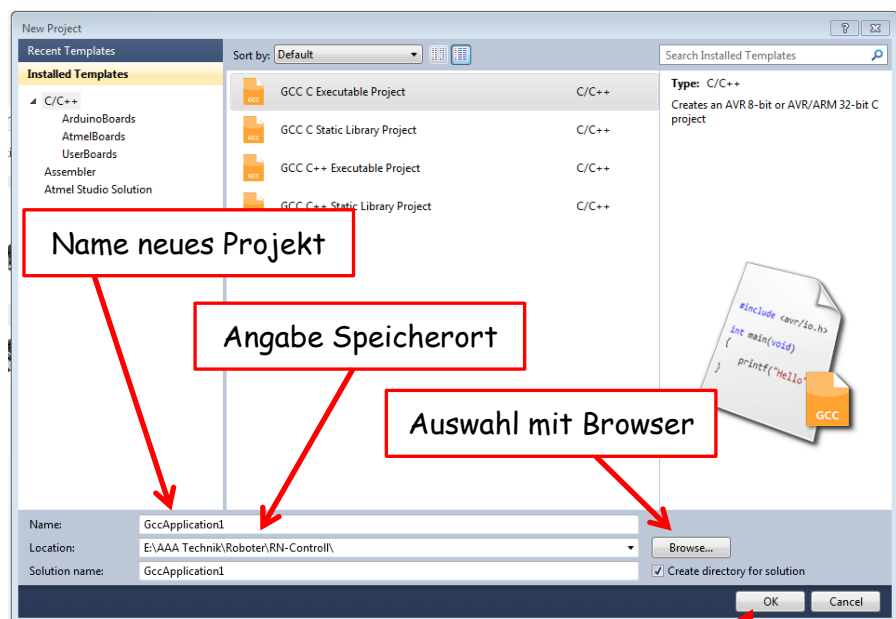 New Project
Recent Templates
Installed Templates
C/C++
ArduinoBoards
AtmelBoards
UserBoards
Assembler
Atmel Studio Solution
Sort by: Default
GCC C Executable Project C/C++
GCC C Static Library Project C/C++
GCC C++ Executable Project C/C++
GCC C++ Static Library Project C/C++
Search Installed Templates
Type: C/C++
Creates an AVR 8-bit or AVR/ARM 32-bit C
project
#include <avr/io.h>
int main(void)
{
printf("Hello"
}
GCC
Name neues Projekt
Angabe Speicherort
Auswahl mit Browser
Name: GccApplication1
Location: E:\AAA Technik\Roboter\RN-Controll\
Browse...
Solution name: GccApplication1
Create directory for solution
OK Cancel